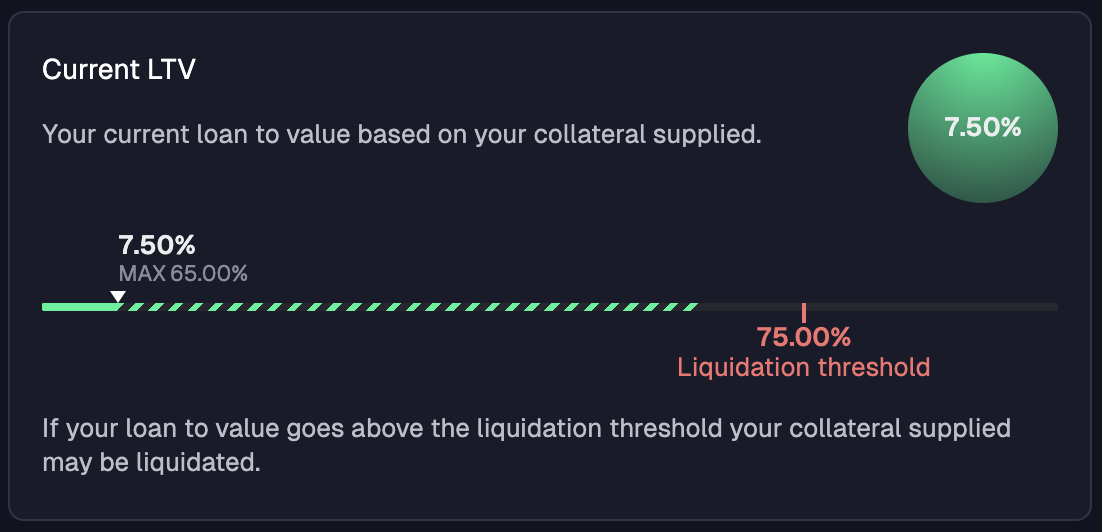 Current LTV
Your current loan to value based on your collateral supplied.
7.50%
7.50%
MAX 65.00%
75.00%
Liquidation threshold
If your loan to value goes above the liquidation threshold your collateral supplied
may be liquidated.